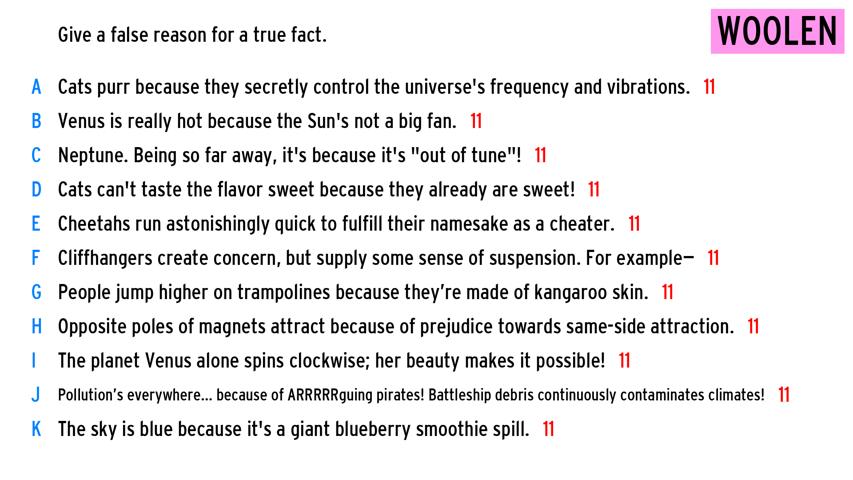 Give a false reason for a true fact.
WOOLEN
A Cats purr because they secretly control the universe's frequency and vibrations. 11
B Venus is really hot because the Sun's not a big fan. 11
C Neptune. Being so far away, it's because it's "out of tune"! 11
D Cats can't taste the flavor sweet because they already are sweet! 11
E Cheetahs run astonishingly quick to fulfill their namesake as a cheater. 11
F Cliffhangers create concern, but supply some sense of suspension. For example— 11
G People jump higher on trampolines because they’re made of kangaroo skin. 11
H Opposite poles of magnets attract because of prejudice towards same-side attraction. 11
I The planet Venus alone spins clockwise; her beauty makes it possible! 11
J Pollution’s everywhere... because of ARRRRRguing pirates! Battleship debris continuously contaminates climates! 11
K The sky is blue because it's a giant blueberry smoothie spill. 11